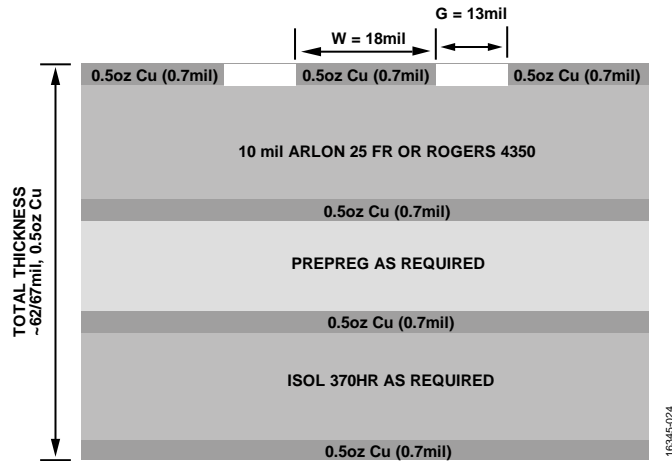 G = 13mil
W = 18mil
0.5oz Cu (0.7mil)
0.5oz Cu (0.7mil)
0.5oz Cu (0.7mil)
10 mil ARLON 25 FR OR ROGERS 4350
0.5oz Cu (0.7mil)
PREPREG AS REQUIRED
0.5oz Cu (0.7mil)
ISOL 370HR AS REQUIRED
0.5oz Cu (0.7mil)
TOTAL THICKNESS
~62/67mil, 0.5oz Cu
16345-024